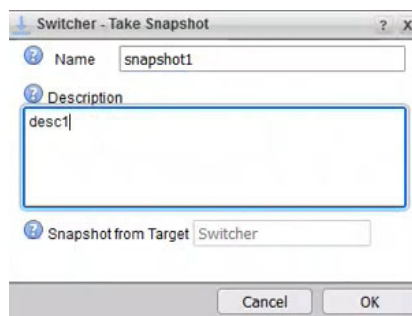 Switcher - Take Snapshot ? X
Name snapshot1
Description
desc1
Snapshot from Target Switcher
Cancel OK